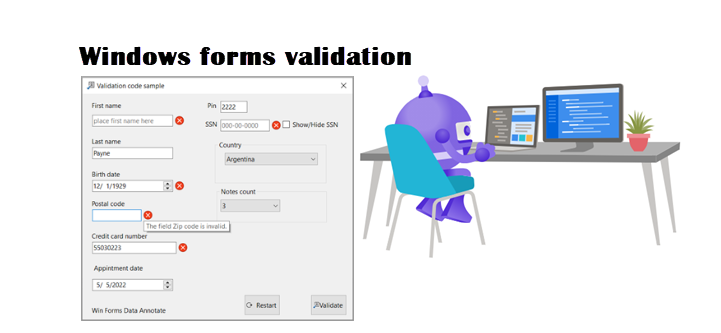 Windows forms validation
Validation code sample
First name
place first name here
Pin 2222
SSN 000-00-0000 Show/Hide SSN
Last name
Payne
Country
Argentina
Birth date
12/ 1/1929
Notes count
3
Postal code
The field Zip code is invalid.
Credit card number
55030223
Appintment date
5/ 5/2022
Win Forms Data Annotate
Restart
Validate